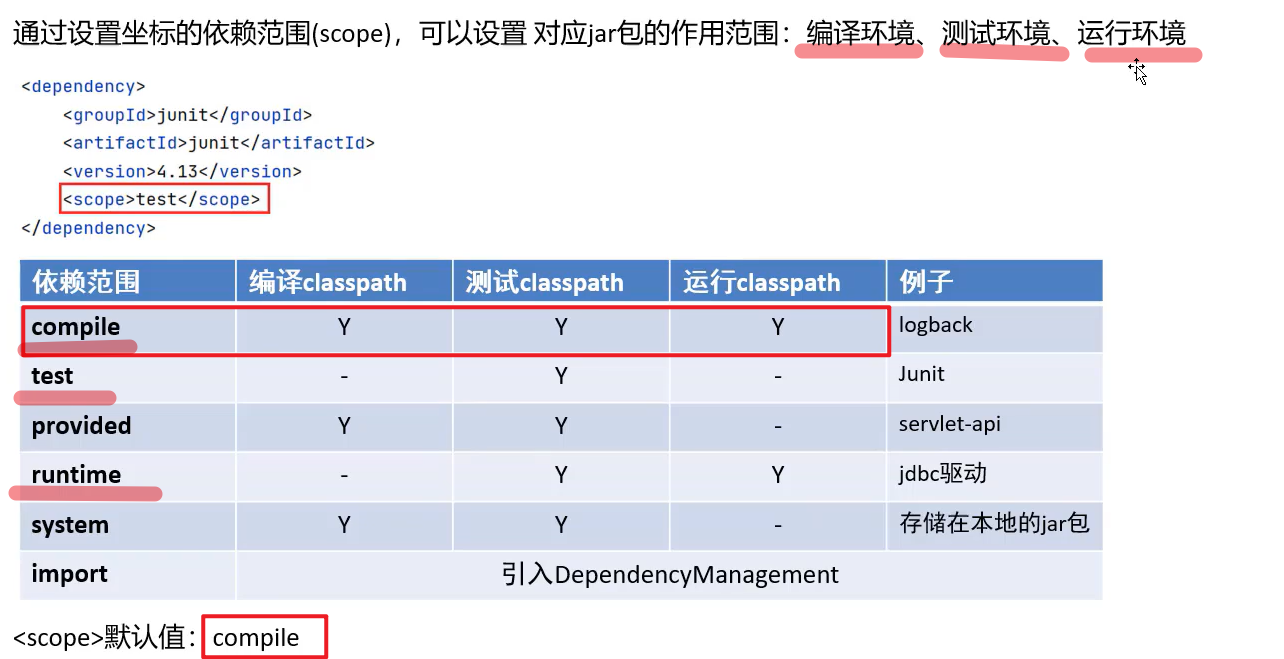 通过设置坐标的依赖范围(scope)，可以设置 对应jar包的作用范围：编译环境、测试环境、运行环境
<dependency>
<groupId>junit</groupId>
<artifactId>junit</artifactId>
<version>4.13</version>
<scope>test</scope>
</dependency>
依赖范围 编译classpath 测试classpath 运行classpath 例子
compile Y Y Y logback
test - Y - Junit
provided Y Y - servlet-api
runtime - Y Y jdbc驱动
system Y Y - 存储在本地的jar包
import 引入DependencyManagement
<scope>默认值：compile